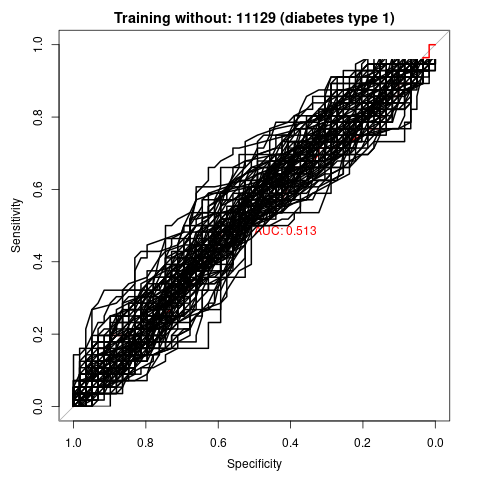 Training without: 11129 (diabetes type 1)
Sensitivity
1.0
0.8
0.6
0.4
0.2
0.0
AUC: 0.513
1.0 0.8 0.6 0.4 0.2 0.0
Specificity